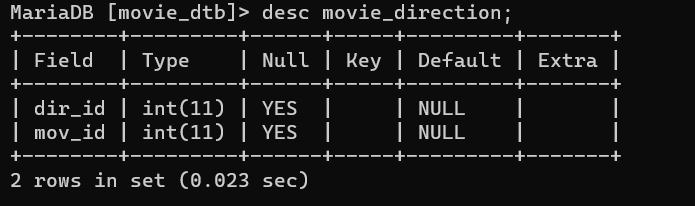 MariaDB [movie_dtb]> desc movie_direction;
+--------+---------+------+-----+---------+-------+
| Field  | Type    | Null | Key | Default | Extra |
+--------+---------+------+-----+---------+-------+
| dir_id | int(11) | YES  |     | NULL    |       |
| mov_id | int(11) | YES  |     | NULL    |       |
+--------+---------+------+-----+---------+-------+
2 rows in set (0.023 sec)